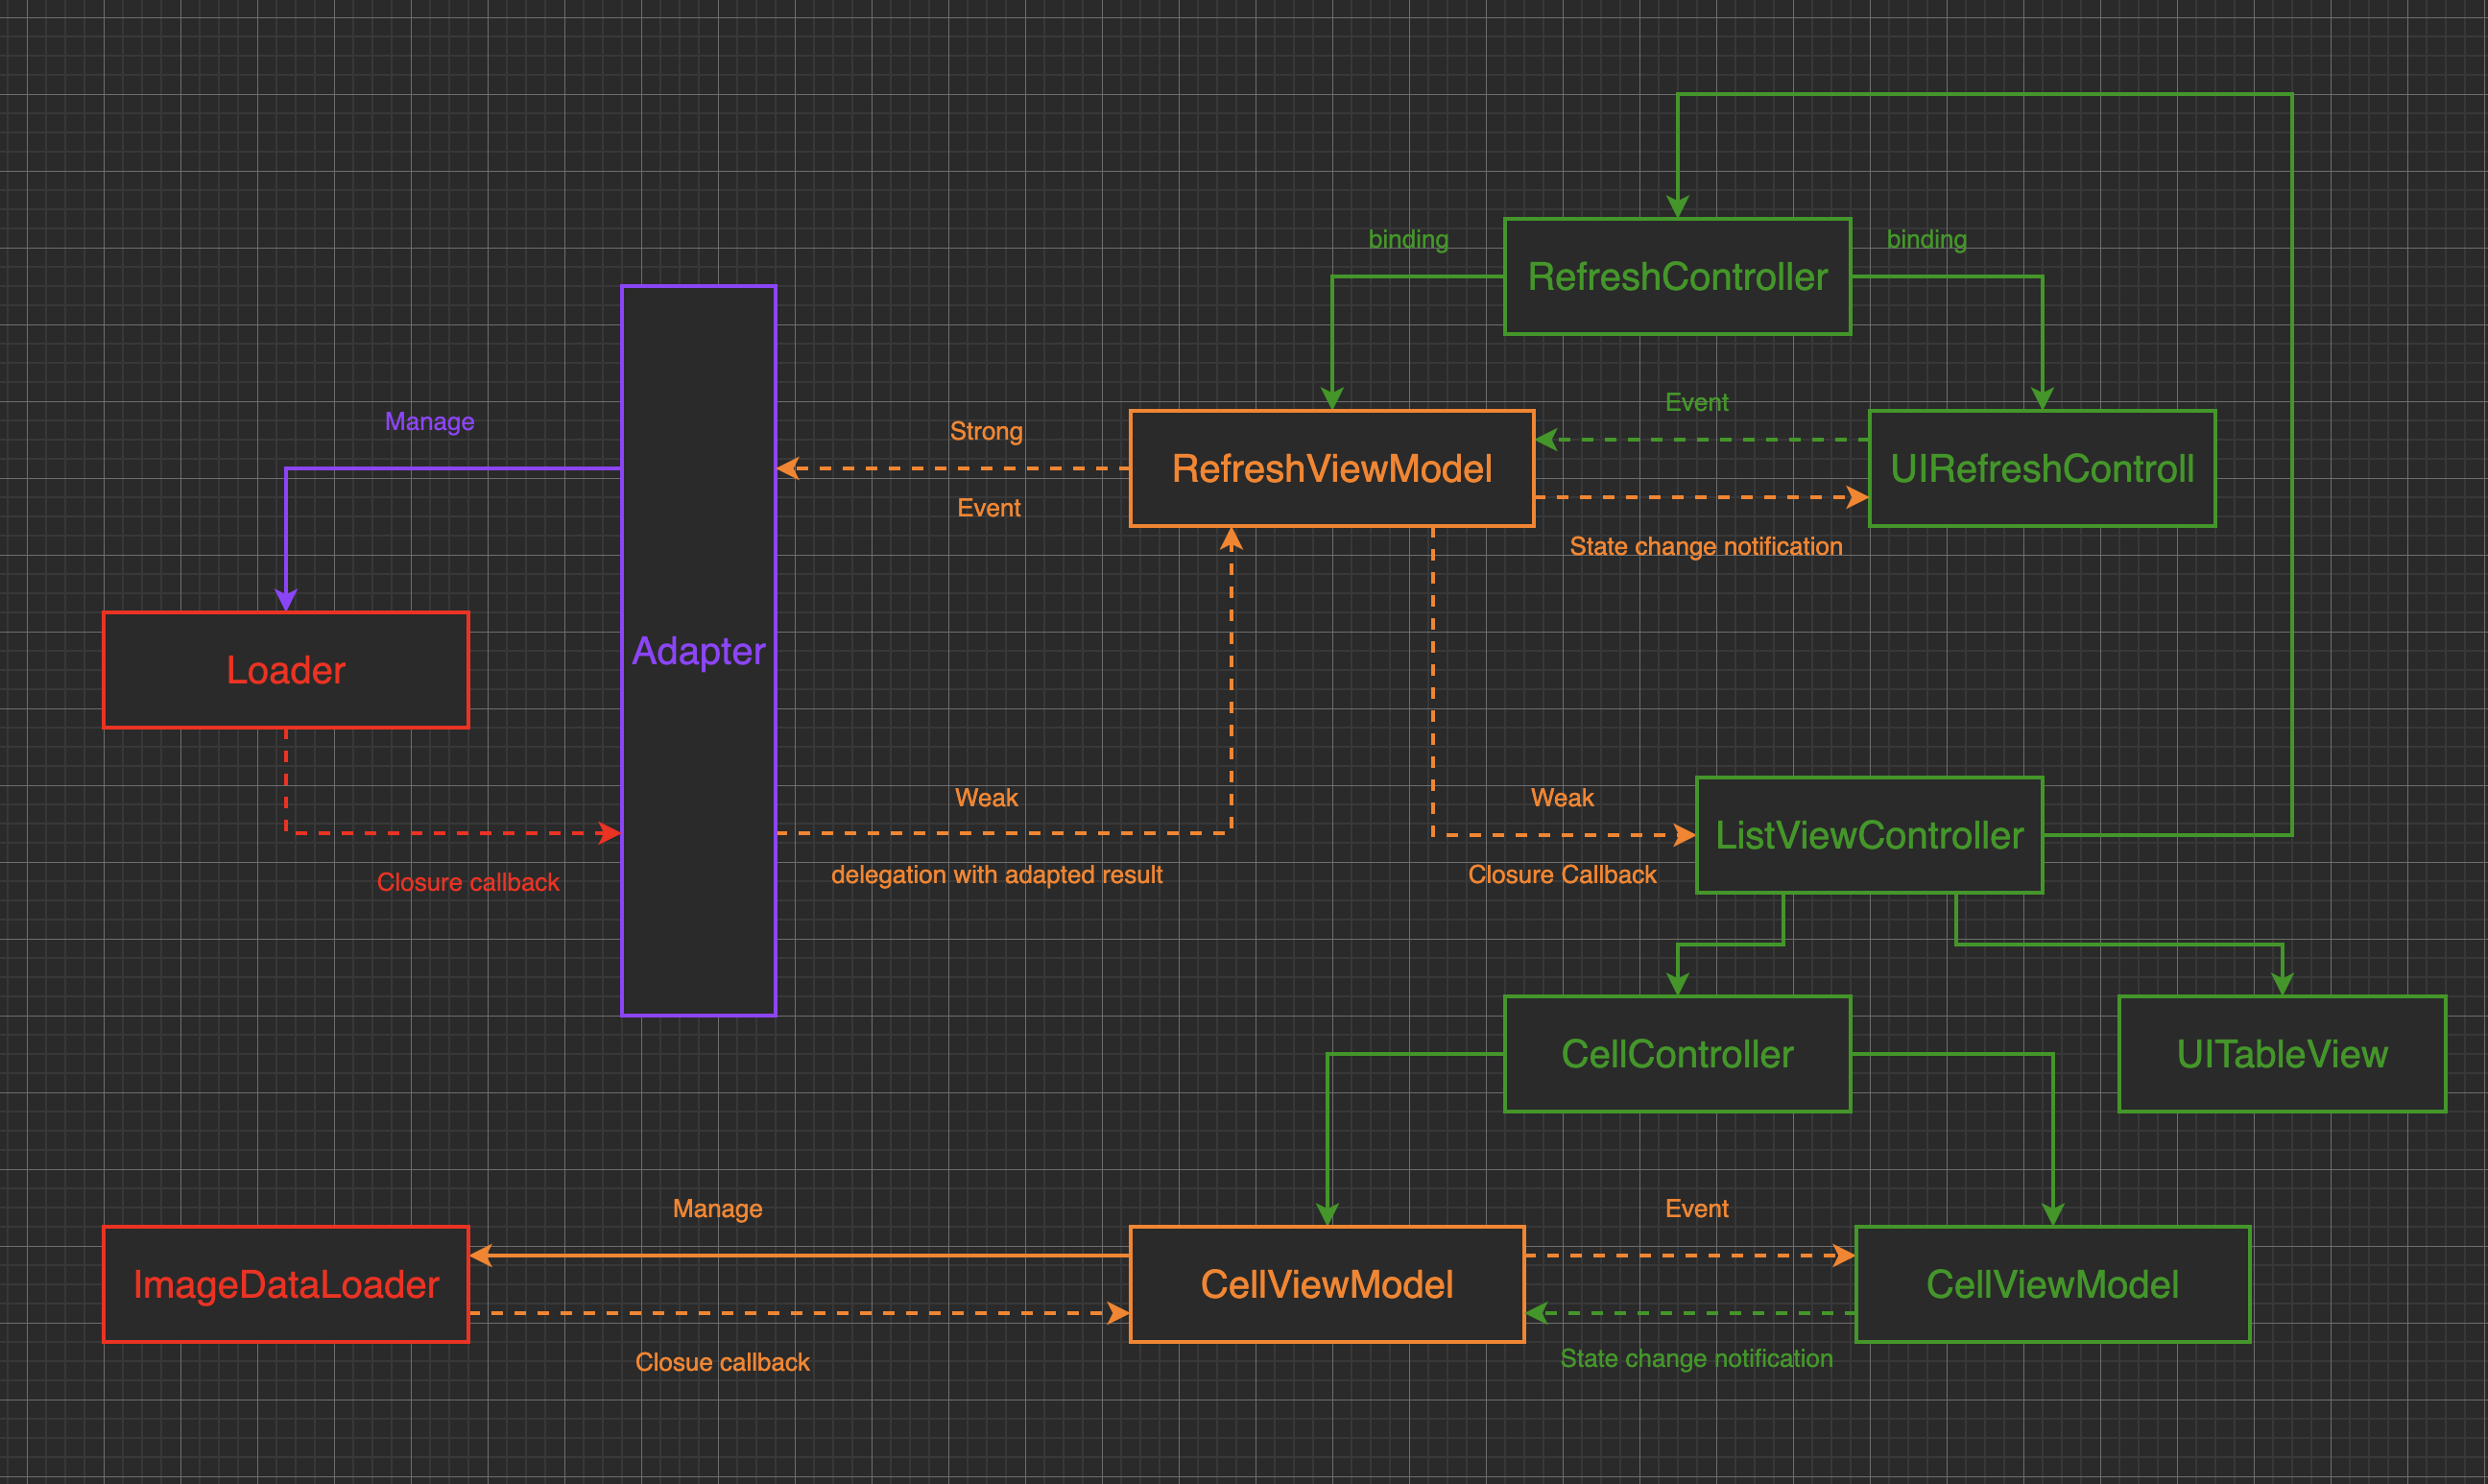 binding
binding
RefreshController
Event
Manage
Strong
RefreshViewModel
UIRefreshControll
Event
State change notification
Adapter
Loader
Weak
Weak
ListViewController
Closure callback
delegation with adapted result
Closure Callback
CellController
UITableView
Manage
Event
ImageDataLoader
CellViewModel
CellViewModel
Closue callback
State change notification